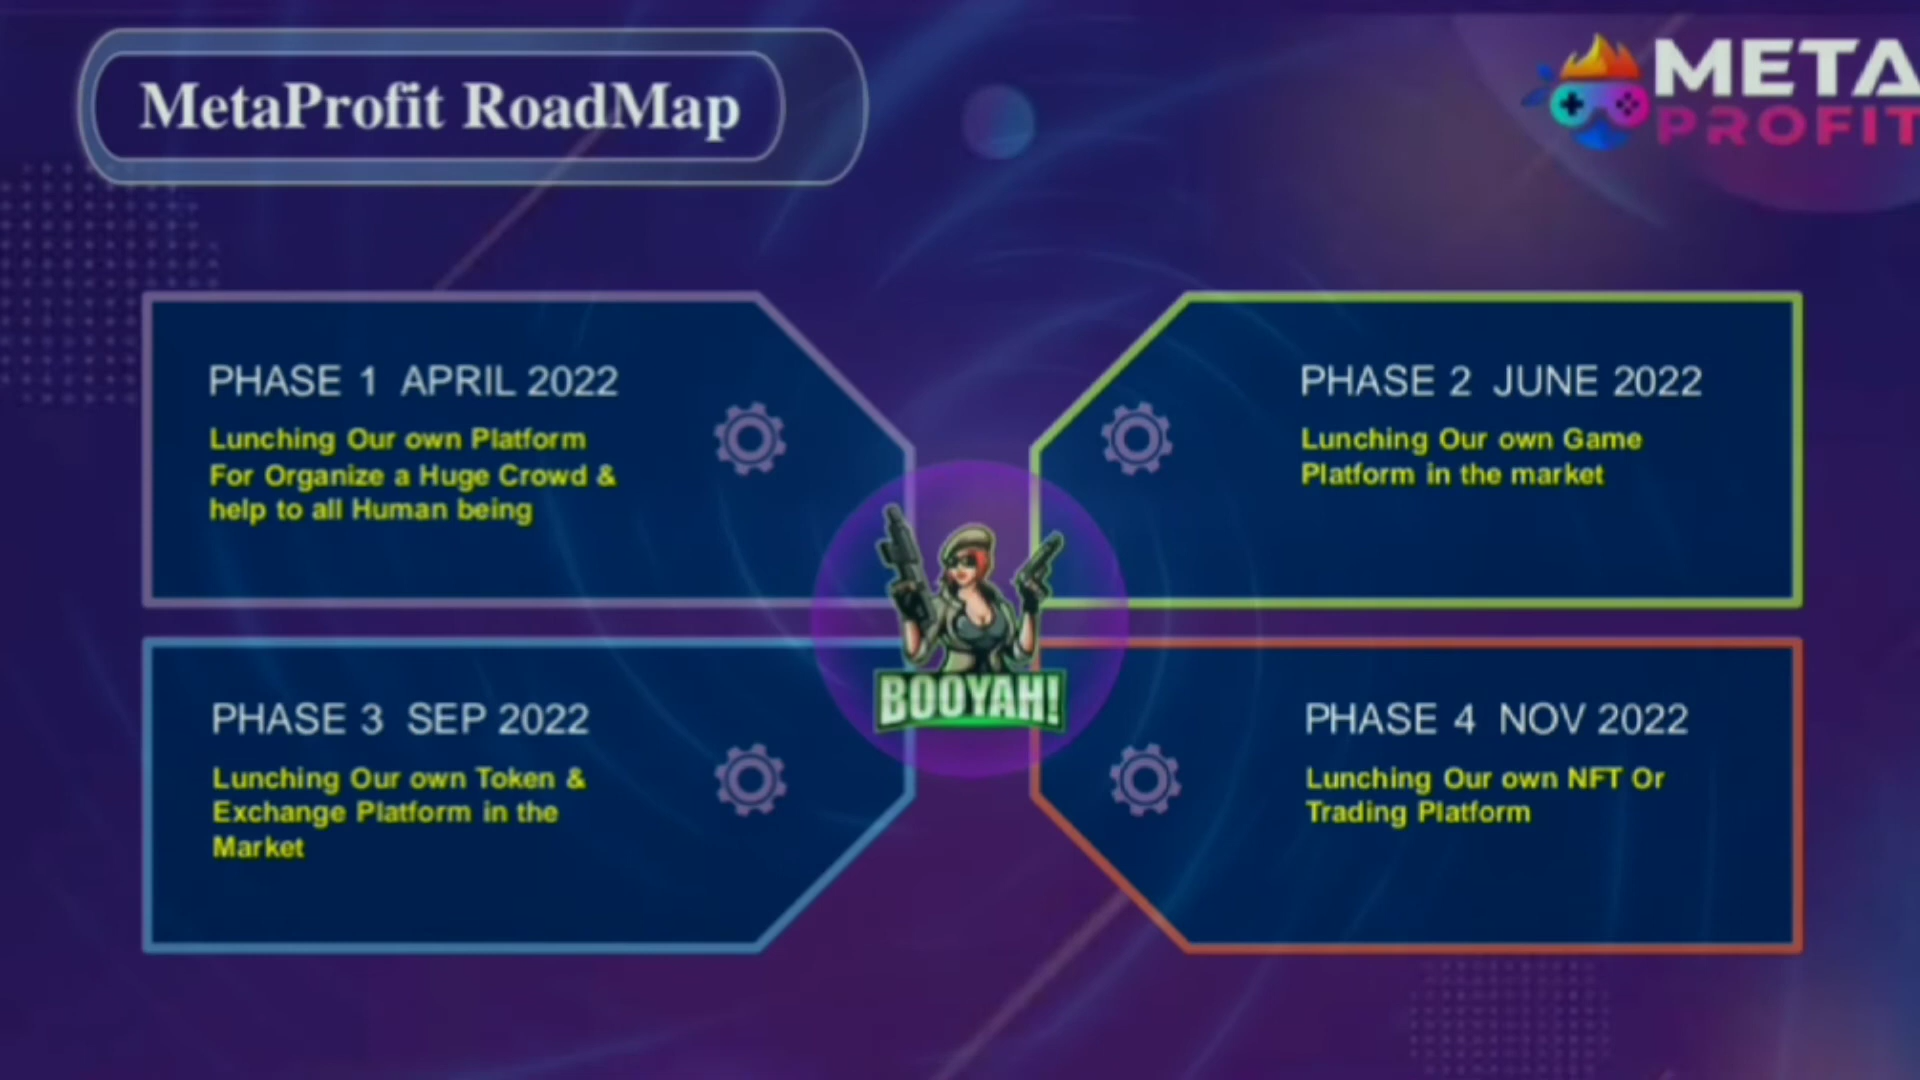 MetaProfit RoadMap
META
PROFIT
PHASE 1 APRIL 2022
Lunching Our own Platform
For Organize a Huge Crowd &
help to all Human being
PHASE 2 JUNE 2022
Lunching Our own Game
Platform in the market
BOOYAH!
PHASE 3 SEP 2022
Lunching Our own Token &
Exchange Platform in the
Market
PHASE 4 NOV 2022
Lunching Our own NFT Or
Trading Platform